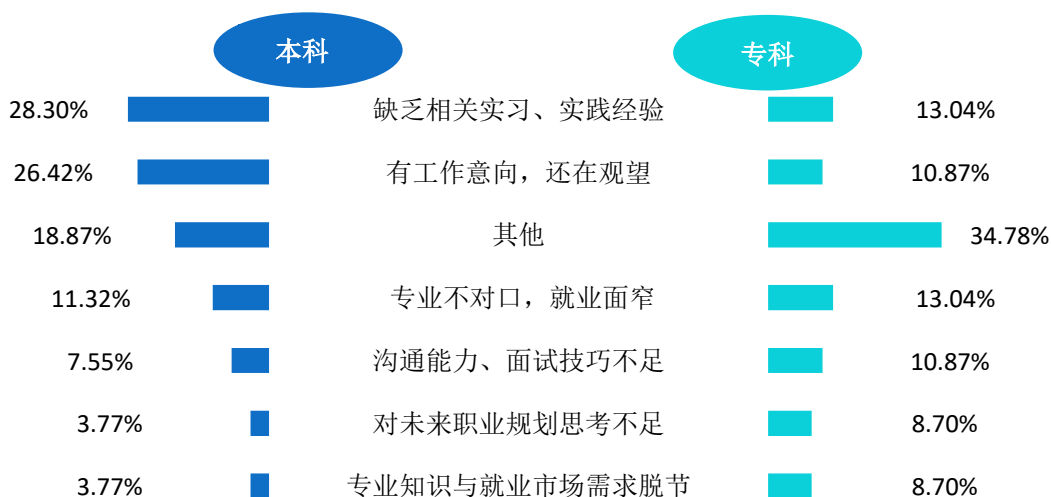 本科 专科
28.30% 缺乏相关实习、实践经验 13.04%
26.42% 有工作意向，还在观望 10.87%
18.87% 其他 34.78%
11.32% 专业不对口，就业面窄 13.04%
7.55% 沟通能力、面试技巧不足 10.87%
3.77% 对未来职业规划思考不足 8.70%
3.77% 专业知识与就业市场需求脱节 8.70%